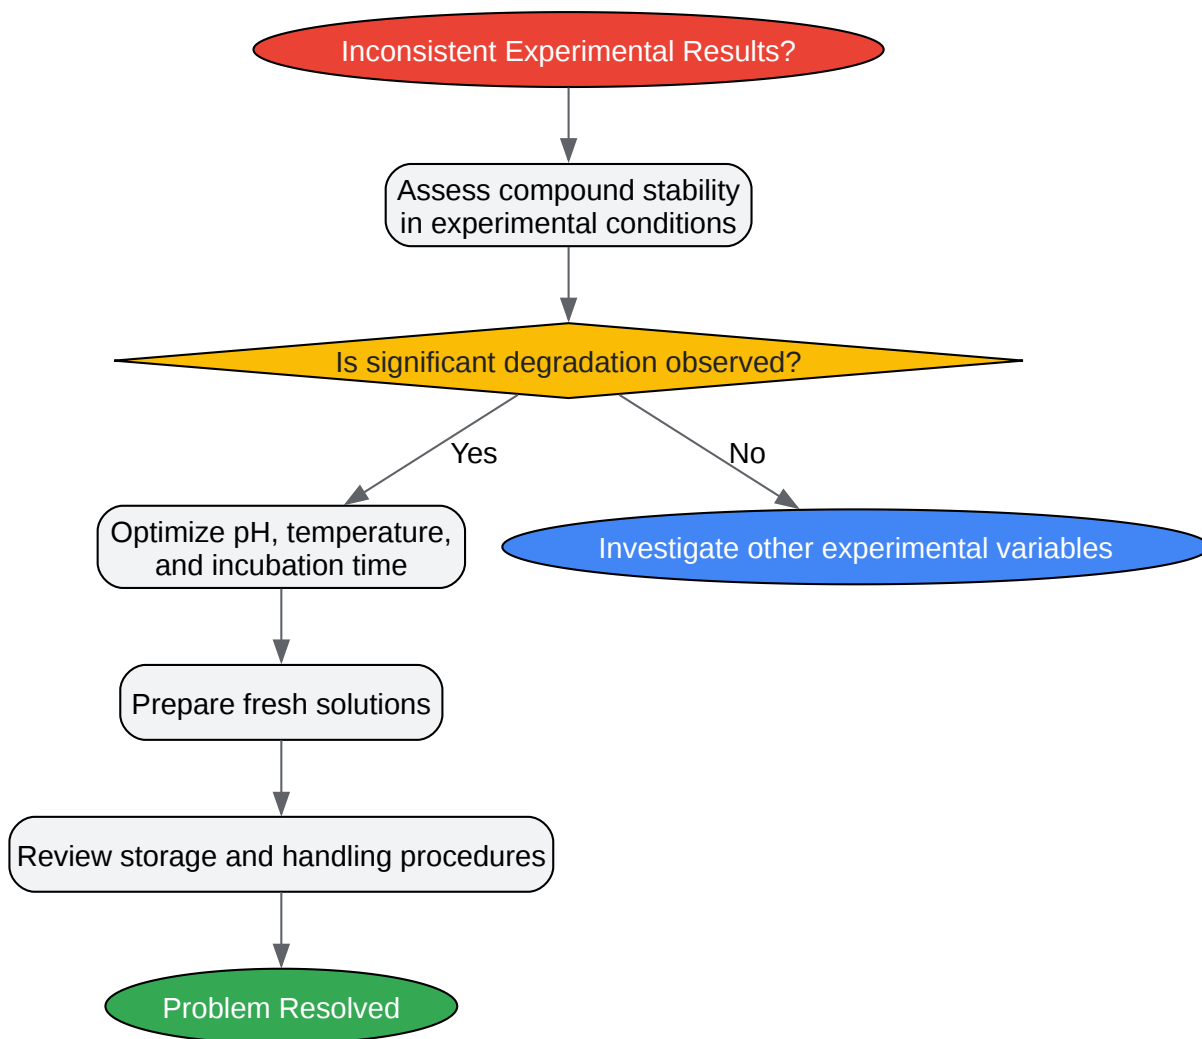 Inconsistent Experimental Results?
Assess compound stability
in experimental conditions
Is significant degradation observed?
Yes
No
Optimize pH, temperature,
and incubation time
Investigate other experimental variables
Prepare fresh solutions
Review storage and handling procedures
Problem Resolved